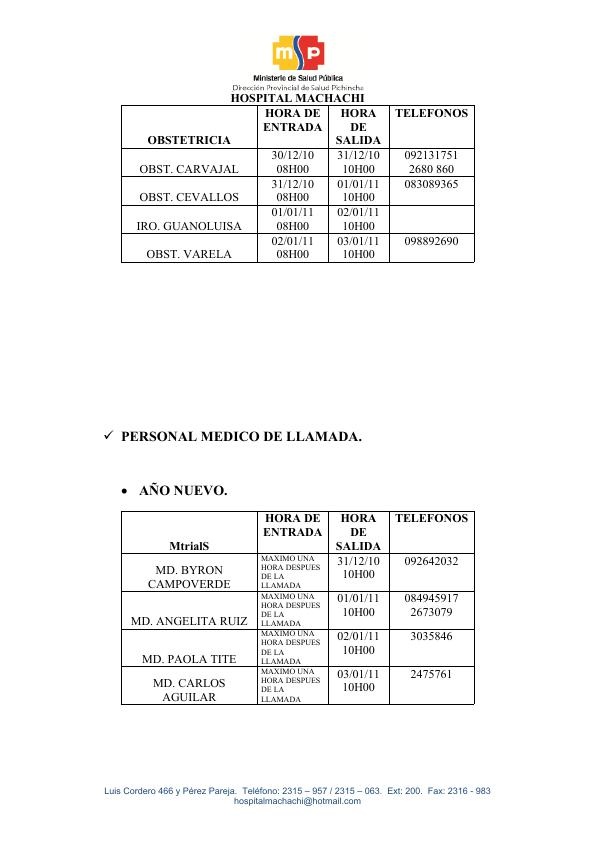 msp
Ministerio de Salud Pública
Dirección Provincial de Salud Pichincha
HOSPITAL MACHACHI
OBSTETRICIA HORA DE ENTRADA HORA DE SALIDA TELEFONOS
OBST. CARVAJAL 30/12/10 08H00 31/12/10 10H00 092131751 2680 860
OBST. CEVALLOS 31/12/10 08H00 01/01/11 10H00 083089365
IRO. GUANOLUISA 01/01/11 08H00 02/01/11 10H00
OBST. VARELA 02/01/11 08H00 03/01/11 10H00 098892690
✓ PERSONAL MEDICO DE LLAMADA.
• AÑO NUEVO.
MtrialS HORA DE ENTRADA HORA DE SALIDA TELEFONOS
MD. BYRON CAMPOVERDE MAXIMO UNA HORA DESPUES DE LA LLAMADA 31/12/10 10H00 092642032
MD. ANGELITA RUIZ MAXIMO UNA HORA DESPUES DE LA LLAMADA 01/01/11 10H00 084945917 2673079
MD. PAOLA TITE MAXIMO UNA HORA DESPUES DE LA LLAMADA 02/01/11 10H00 3035846
MD. CARLOS AGUILAR MAXIMO UNA HORA DESPUES DE LA LLAMADA 03/01/11 10H00 2475761
Luis Cordero 466 y Pérez Pareja. Teléfono: 2315 – 957 / 2315 – 063. Ext: 200. Fax: 2316 - 983
hospitalmachachi@hotmail.com